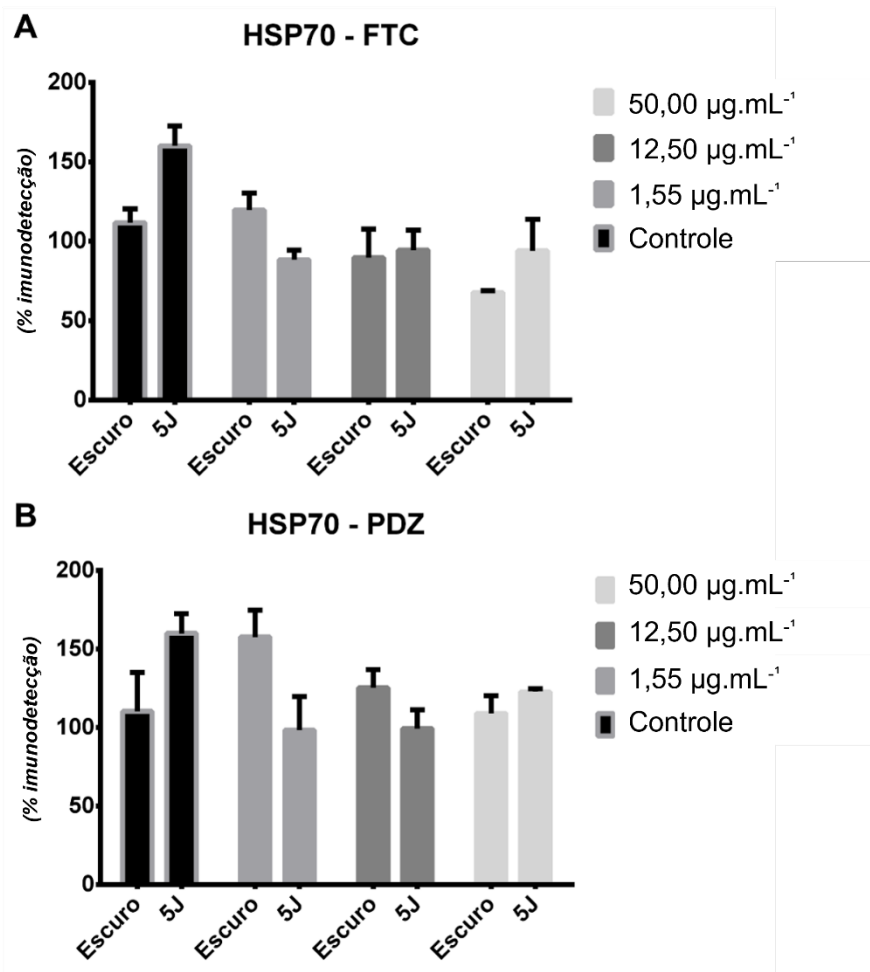 A
HSP70 - FTC
200
150
100
50
0
(% imunodetecção)
Escuro
5J
Escuro
5J
Escuro
5J
Escuro
5J
50,00 µg.mL⁻¹
12,50 µg.mL⁻¹
1,55 µg.mL⁻¹
Controle
B
HSP70 - PDZ
200
150
100
50
0
(% imunodetecção)
Escuro
5J
Escuro
5J
Escuro
5J
Escuro
5J
50,00 µg.mL⁻¹
12,50 µg.mL⁻¹
1,55 µg.mL⁻¹
Controle